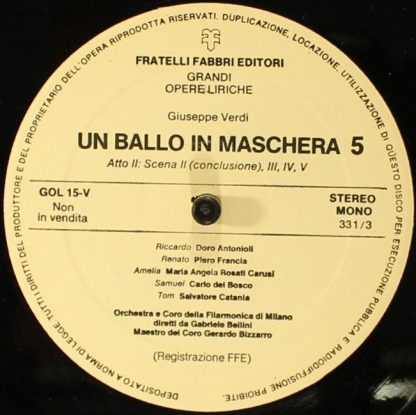 DEPOSITATO A NORMA DI LEGGE: TUTTI I DIRITTI DEL PRODUTTORE E DEL PROPRIETARIO DELL'OPERA RIPRODOTTA RISERVATI. DUPLICAZIONE, LOCAZIONE, UTILIZZAZIONE DI QUESTO DISCO PER ESECUZIONE PUBBLICA E RADIODIFFUSIONE PROIBITE.
FRATELLI FABBRI EDITORI
GRANDI
OPERE LIRICHE
Giuseppe Verdi
UN BALLO IN MASCHERA 5
Atto II: Scena II (conclusione), III, IV, V
GOL 15-V
Non
in vendita
STEREO
MONO
331/3
Riccardo Doro Antonioli
Renato Piero Francia
Amelia Maria Angela Rosati Carusi
Samuel Carlo del Bosco
Tom Salvatore Catania
Orchestra e Coro della Filarmonica di Milano
diretti da Gabriele Bellini
Maestro del Coro Gerardo Bizzarro
(Registrazione FFE)